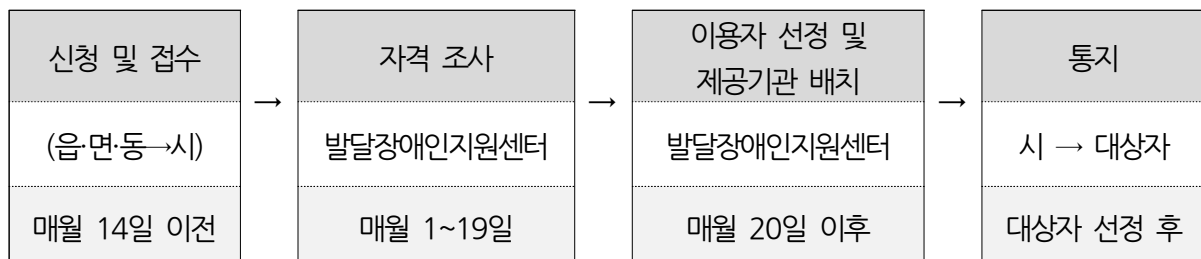 신청 및 접수
(읍·면·동→시)
매월 14일 이전
→
자격 조사
발달장애인지원센터
매월 1~19일
→
이용자 선정 및
제공기관 배치
발달장애인지원센터
매월 20일 이후
→
통지
시 → 대상자
대상자 선정 후